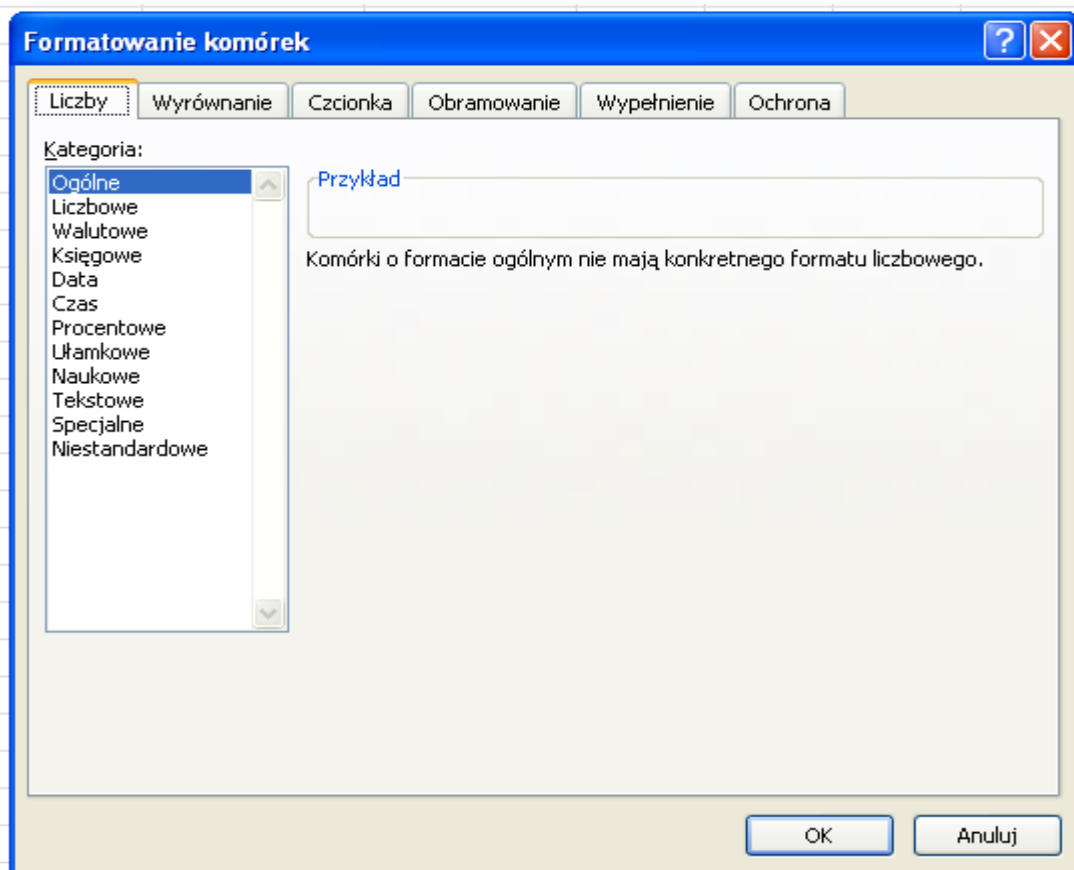 Formatowanie komórek
Liczby Wyrównanie Czcionka Obramowanie Wypełnienie Ochrona
Kategoria:
Ogólne
Liczbowe
Walutowe
Księgowe
Data
Czas
Procentowe
Ułamkowe
Naukowe
Tekstowe
Specjalne
Niestandardowe
Przykład
Komórki o formacie ogólnym nie mają konkretnego formatu liczbowego.
OK Anuluj